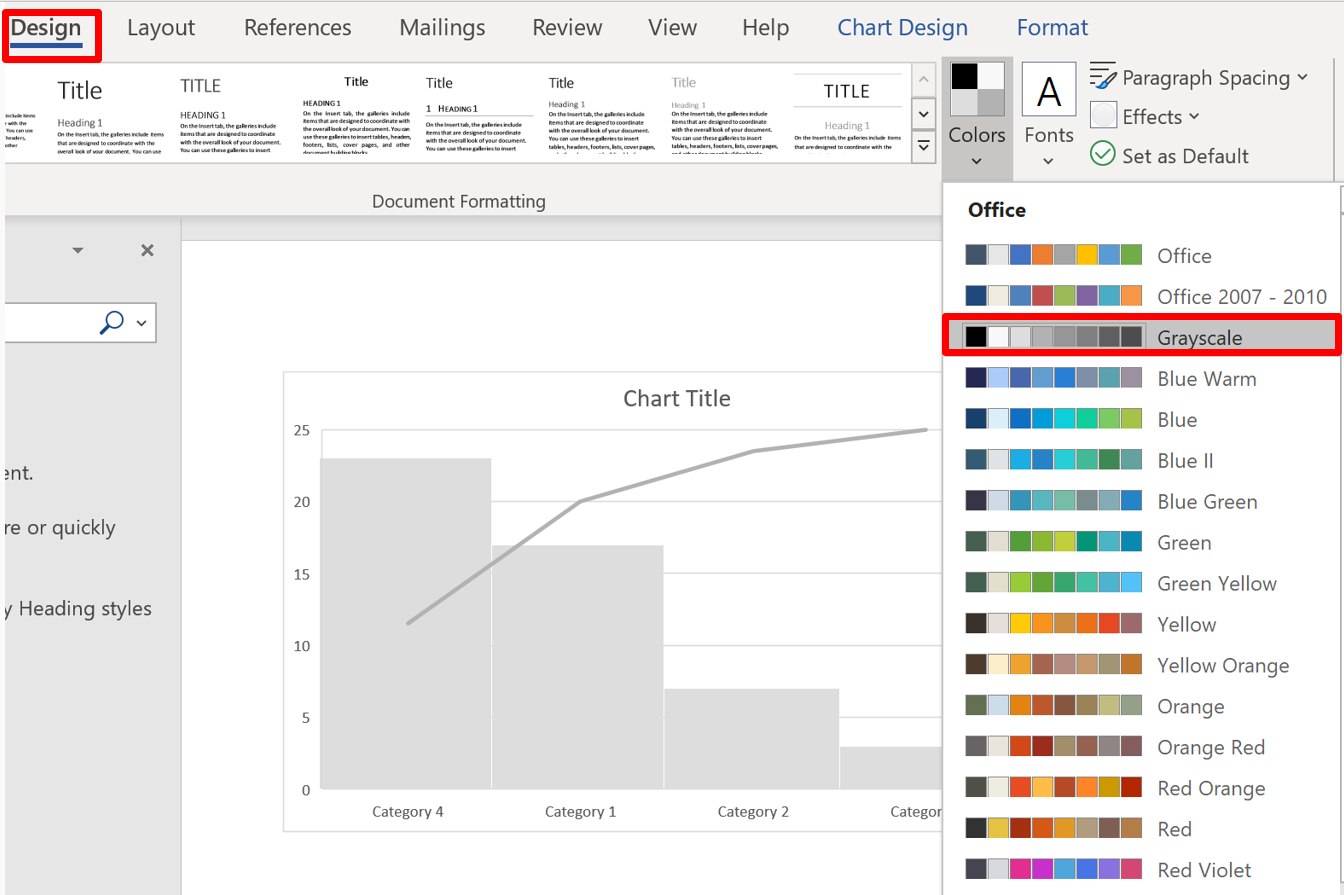 Design Layout References Mailings Review View Help Chart Design Format
include items
with the
You can use
other
Title
Heading 1
On the Insert tab, the galleries include items
that are designed to coordinate with the
overall look of your document. You can use
TITLE
HEADING 1
On the Insert tab, the galleries include
items that are designed to coordinate
with the overall look of your document.
You can use these galleries to insert
Title
HEADING 1
On the Insert tab, the galleries include
items that are designed to coordinate with
the overall look of your document. You can
use these galleries to insert tables, headers,
footers, lists, cover pages, and other
document building blocks.
Title
1 HEADING 1
On the Insert tab, the galleries include
items that are designed to coordinate
with the overall look of your document.
You can use these galleries to insert
Title
Heading 1
On the Insert tab, the galleries include
items that are designed to coordinate
with the overall look of your document.
You can use these galleries to insert
tables, headers, footers, lists, cover pages,
Title
Heading 1
On the Insert tab, the galleries include
items that are designed to coordinate
with the overall look of your document.
You can use these galleries to insert
tables, headers, footers, lists, cover pages,
TITLE
Heading 1
On the Insert tab, the galleries include items
that are designed to coordinate with the
Document Formatting
Colors
Fonts
A
Paragraph Spacing
Effects
Set as Default
Office
Office
Office 2007 - 2010
Grayscale
Blue Warm
Blue
Blue II
Blue Green
Green
Green Yellow
Yellow
Yellow Orange
Orange
Orange Red
Red Orange
Red
Red Violet
ent.
re or quickly
y Heading styles
Chart Title
25
20
15
10
5
0
Category 4 Category 1 Category 2 Categor